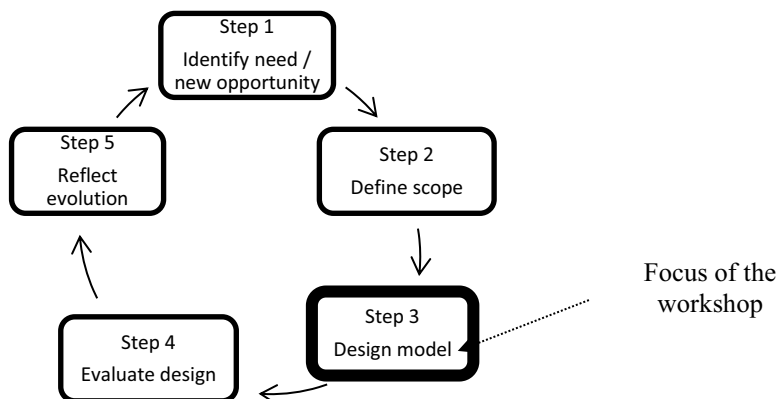 Step 1
Identify need /
new opportunity
Step 2
Define scope
Step 3
Design model
Step 4
Evaluate design
Step 5
Reflect
evolution
Focus of the
workshop